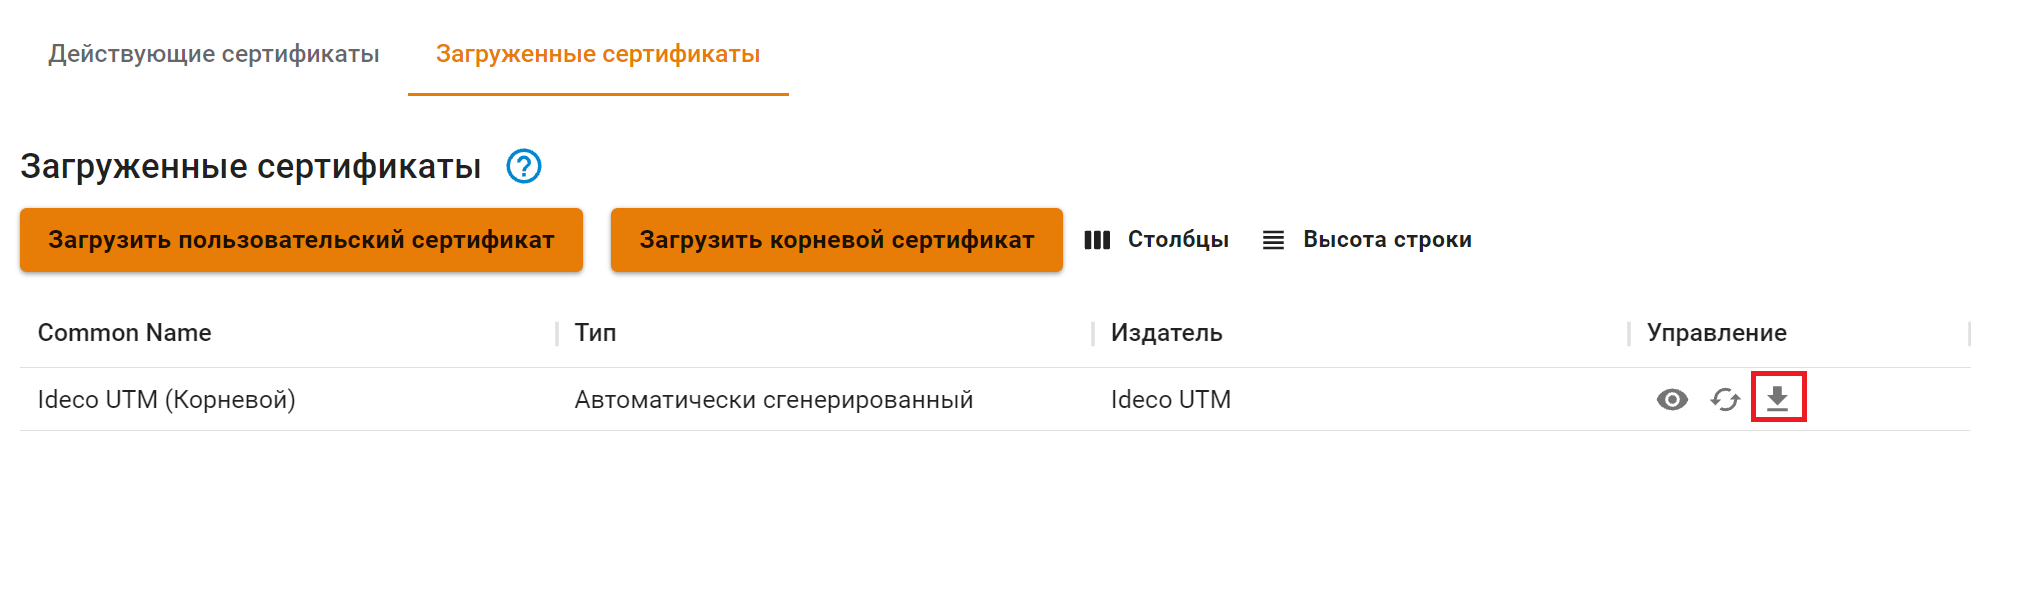 Действующие сертификаты Загруженные сертификаты
Загруженные сертификаты ?
Загрузить пользовательский сертификат Загрузить корневой сертификат Столбцы Высота строки
Common Name Тип Издатель Управление
Ideco UTM (Корневой) Автоматически сгенерированный Ideco UTM